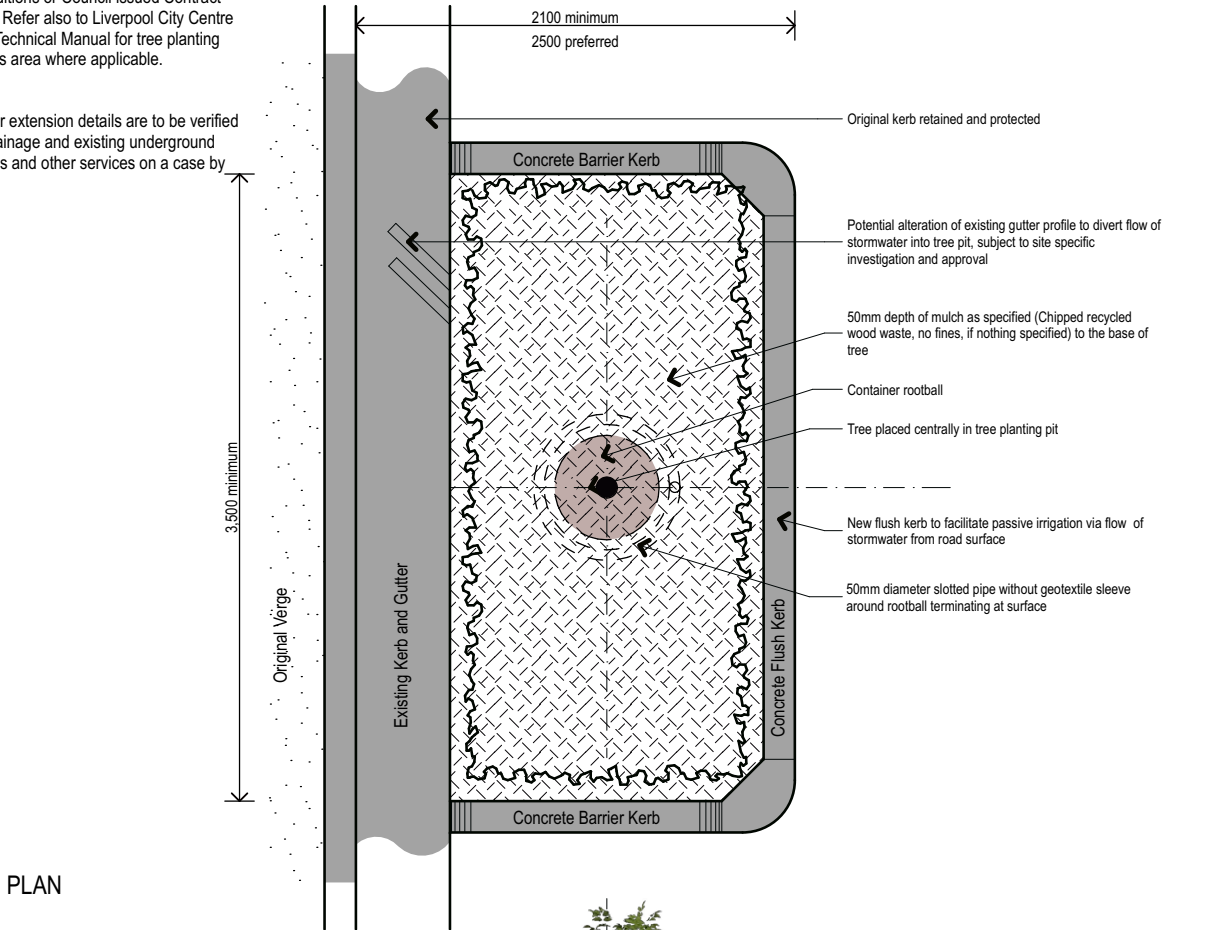 ditions of Council issued Contract
Refer also to Liverpool City Centre
Technical Manual for tree planting
s area where applicable.
r extension details are to be verified
ainage and existing underground
s and other services on a case by
2100 minimum
2500 preferred
Original kerb retained and protected
Concrete Barrier Kerb
Potential alteration of existing gutter profile to divert flow of
stormwater into tree pit, subject to site specific
investigation and approval
50mm depth of mulch as specified (Chipped recycled
wood waste, no fines, if nothing specified) to the base of
tree
Container rootball
Tree placed centrally in tree planting pit
3,500 minimum
Original Verge
Existing Kerb and Gutter
New flush kerb to facilitate passive irrigation via flow of
stormwater from road surface
50mm diameter slotted pipe without geotextile sleeve
around rootball terminating at surface
Concrete Flush Kerb
Concrete Barrier Kerb
PLAN